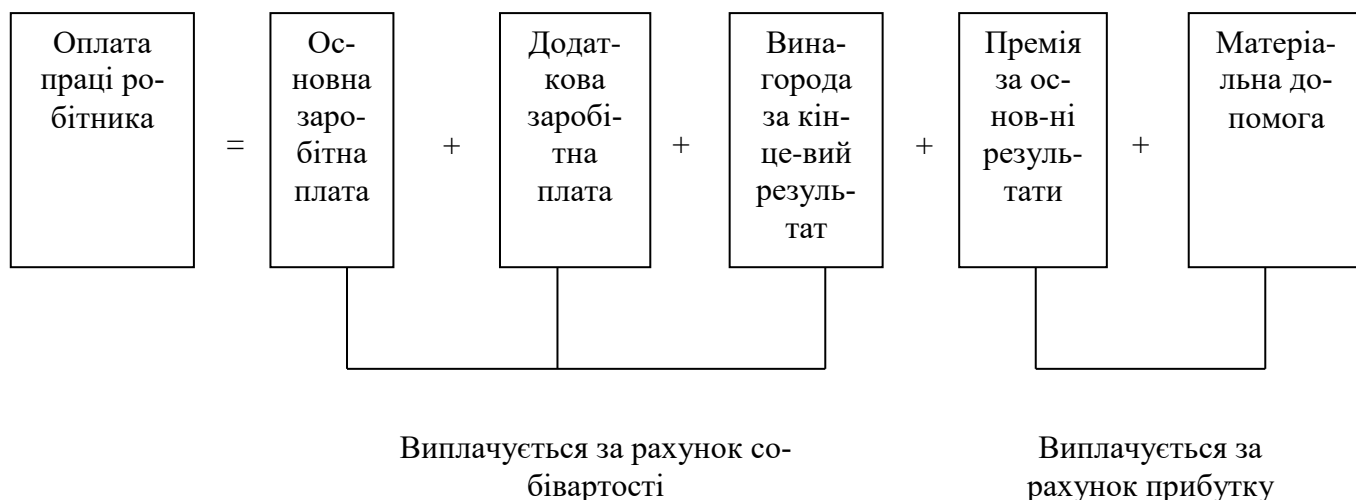 Оплата
праці ро-
бітника
=
Ос-
новна
заро-
бітна
плата
+
Додат-
кова
заробі-
тна
плата
+
Вина-
города
за кін-
це-вий
резуль-
тат
+
Премія
за ос-
нов-ні
резуль-
тати
+
Матеріа-
льна до-
помога
Виплачується за рахунок со-
бівартості
Виплачується за
рахунок прибутку